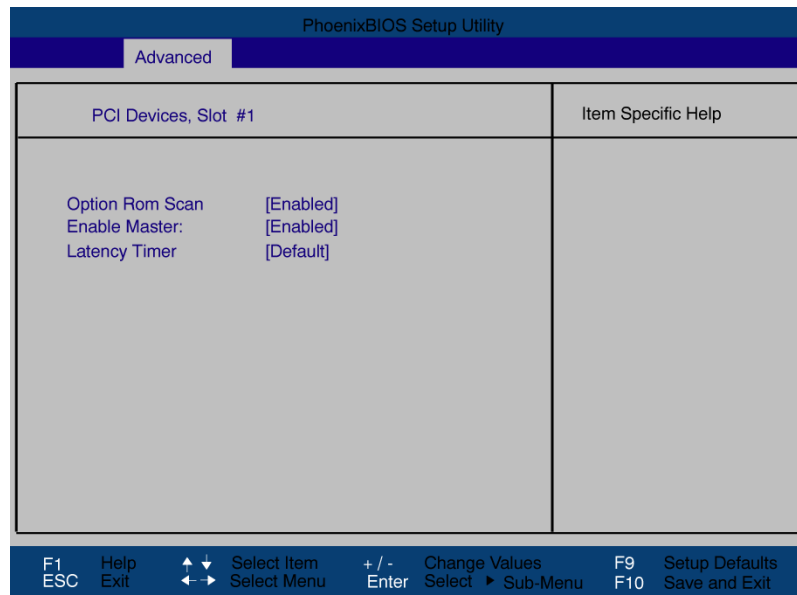 PhoenixBIOS Setup Utility
Advanced
PCI Devices, Slot #1
Item Specific Help
Option Rom Scan [Enabled]
Enable Master: [Enabled]
Latency Timer [Default]
F1 Help Select Item + / - Change Values F9 Setup Defaults
ESC Exit Select Menu Enter Select Sub-Menu F10 Save and Exit